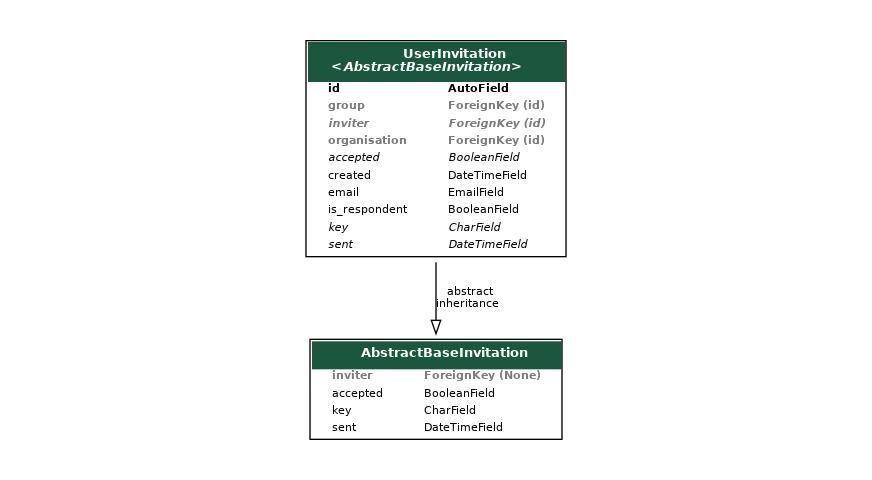 UserInvitation
<AbstractBaseInvitation>
id AutoField
group ForeignKey (id)
inviter ForeignKey (id)
organisation ForeignKey (id)
accepted BooleanField
created DateTimeField
email EmailField
is_respondent BooleanField
key CharField
sent DateTimeField
abstract
inheritance
AbstractBaseInvitation
inviter ForeignKey (None)
accepted BooleanField
key CharField
sent DateTimeField